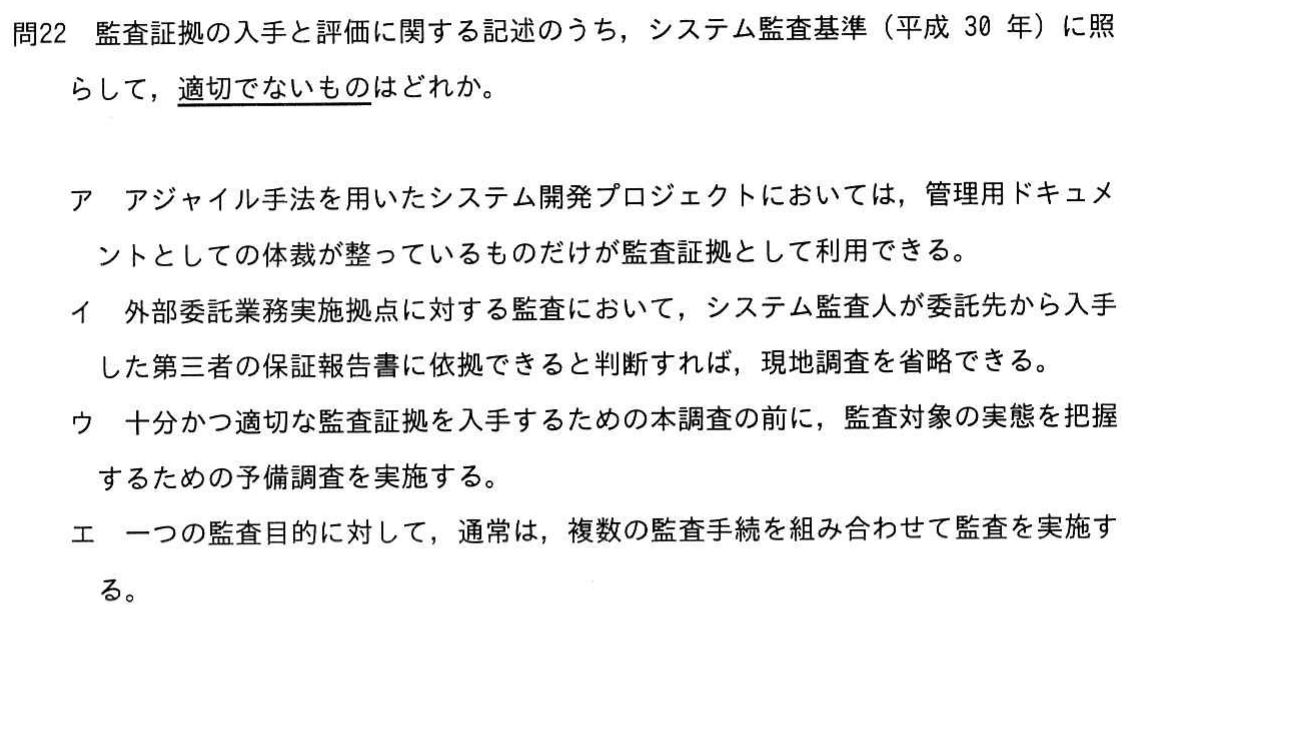 問22　監査証拠の入手と評価に関する記述のうち，システム監査基準（平成 30 年）に照
らして，適切でないものはどれか。
ア　アジャイル手法を用いたシステム開発プロジェクトにおいては，管理用ドキュメ
ントとしての体裁が整っているものだけが監査証拠として利用できる。
イ　外部委託業務実施拠点に対する監査において，システム監査人が委託先から入手
した第三者の保証報告書に依拠できると判断すれば，現地調査を省略できる。
ウ　十分かつ適切な監査証拠を入手するための本調査の前に，監査対象の実態を把握
するための予備調査を実施する。
エ　一つの監査目的に対して，通常は，複数の監査手続を組み合わせて監査を実施す
る。